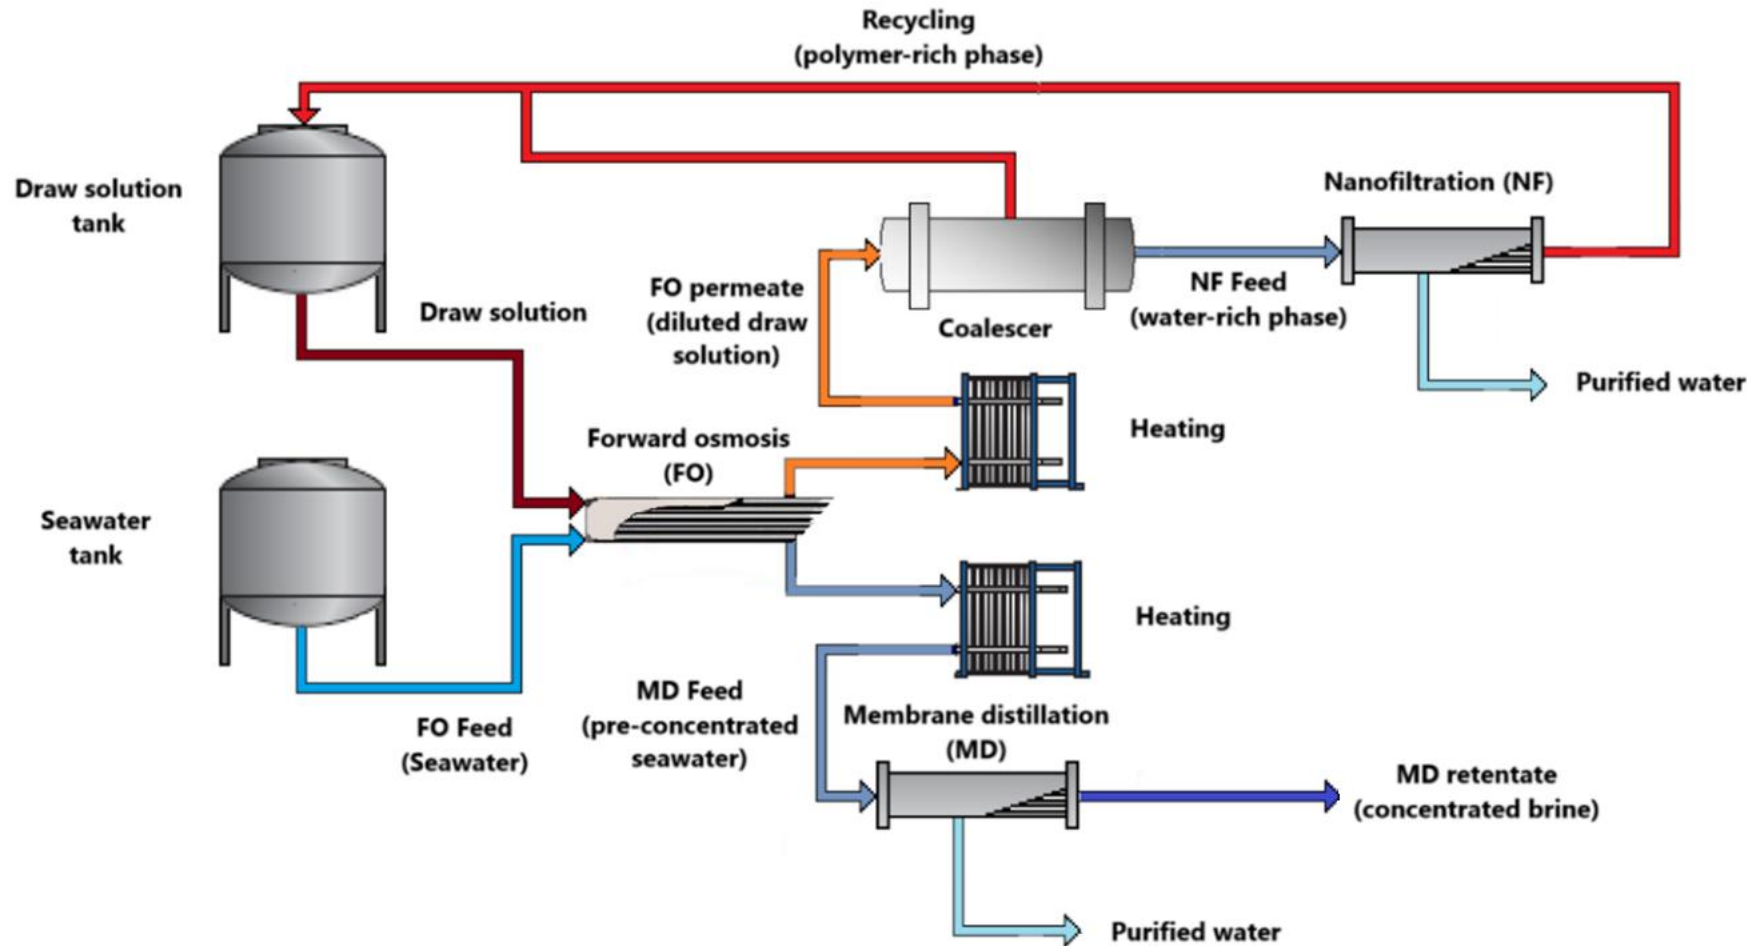 Recycling
(polymer-rich phase)
Draw solution
tank
Nanofiltration (NF)
Draw solution
FO permeate
(diluted draw
solution)
Coalescer
NF Feed
(water-rich phase)
Purified water
Heating
Forward osmosis
(FO)
Seawater
tank
Heating
FO Feed
(Seawater)
MD Feed
(pre-concentrated
seawater)
Membrane distillation
(MD)
MD retentate
(concentrated brine)
Purified water